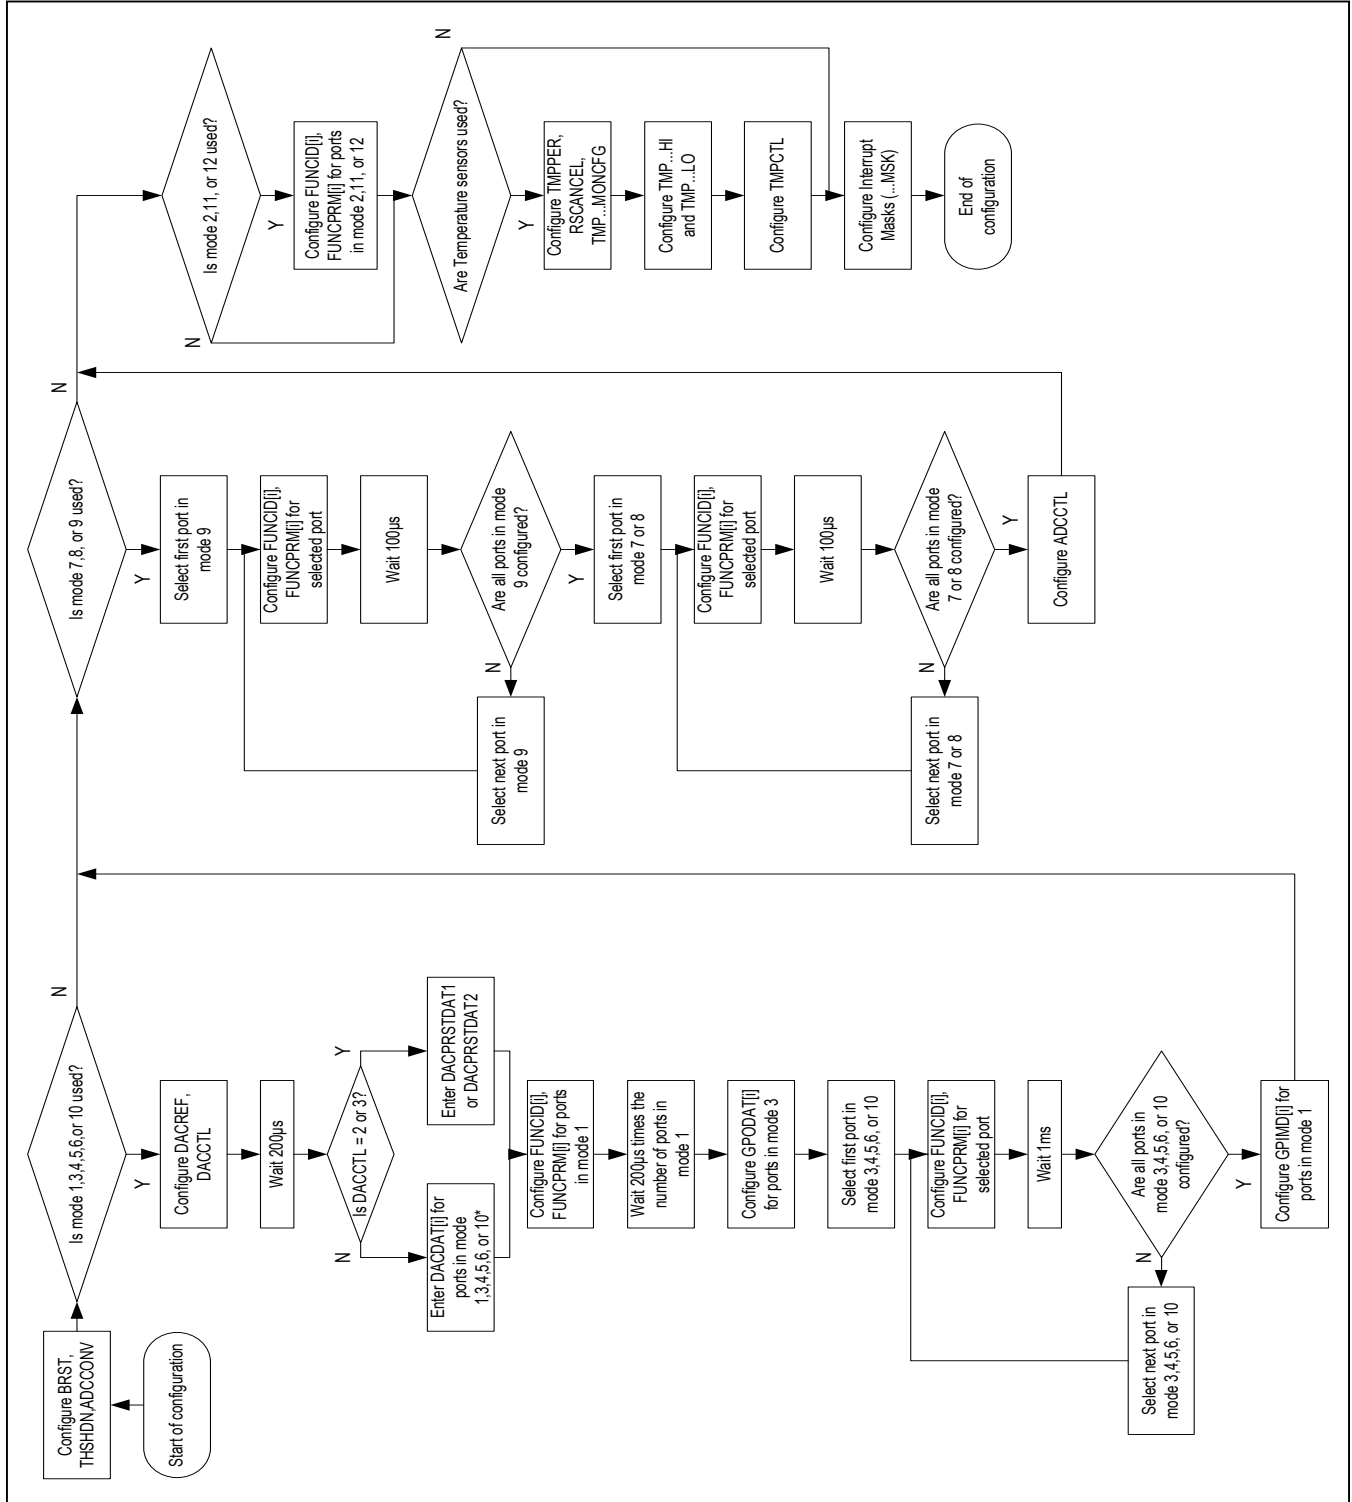 Start of configuration
Configure BRST,
THSHDN,ADCCONV
Is mode 1,3,4,5,6,or 10 used?
N
Y
Configure DACREF,
DACCTL
Wait 200µs
Is DACCTL = 2 or 3?
N
Y
Enter DACDAT[i] for
ports in mode
1,3,4,5,6, or 10*
Enter DACPRSTDAT1
or DACPRSTDAT2
Configure FUNCID[i],
FUNCPRM[i] for ports
in mode 1
Wait 200µs times the
number of ports in
mode 1
Configure GPODAT[i]
for ports in mode 3
Select first port in
mode 3,4,5,6, or 10
Configure FUNCID[i],
FUNCPRM[i] for
selected port
Wait 1ms
Are all ports in
mode 3,4,5,6, or 10
configured?
N
Y
Select next port in
mode 3,4,5,6, or 10
Configure GPIMD[i] for
ports in mode 1
Is mode 7,8, or 9 used?
N
Y
Select first port in
mode 9
Configure FUNCID[i],
FUNCPRM[i] for
selected port
Wait 100µs
Are all ports in mode
9 configured?
N
Y
Select next port in
mode 9
Select first port in
mode 7 or 8
Configure FUNCID[i],
FUNCPRM[i] for
selected port
Wait 100µs
Are all ports in mode
7 or 8 configured?
N
Y
Select next port in
mode 7 or 8
Configure ADCCTL
Is mode 2,11, or 12 used?
N
Y
Configure FUNCID[i],
FUNCPRM[i] for ports
in mode 2,11, or 12
Are Temperature sensors used?
N
Y
Configure TMPPER,
RSCANCEL,
TMP...MONCFG
Configure TMP...HI
and TMP...LO
Configure TMPCTL
Configure Interrupt
Masks (...MSK)
End of
configuration